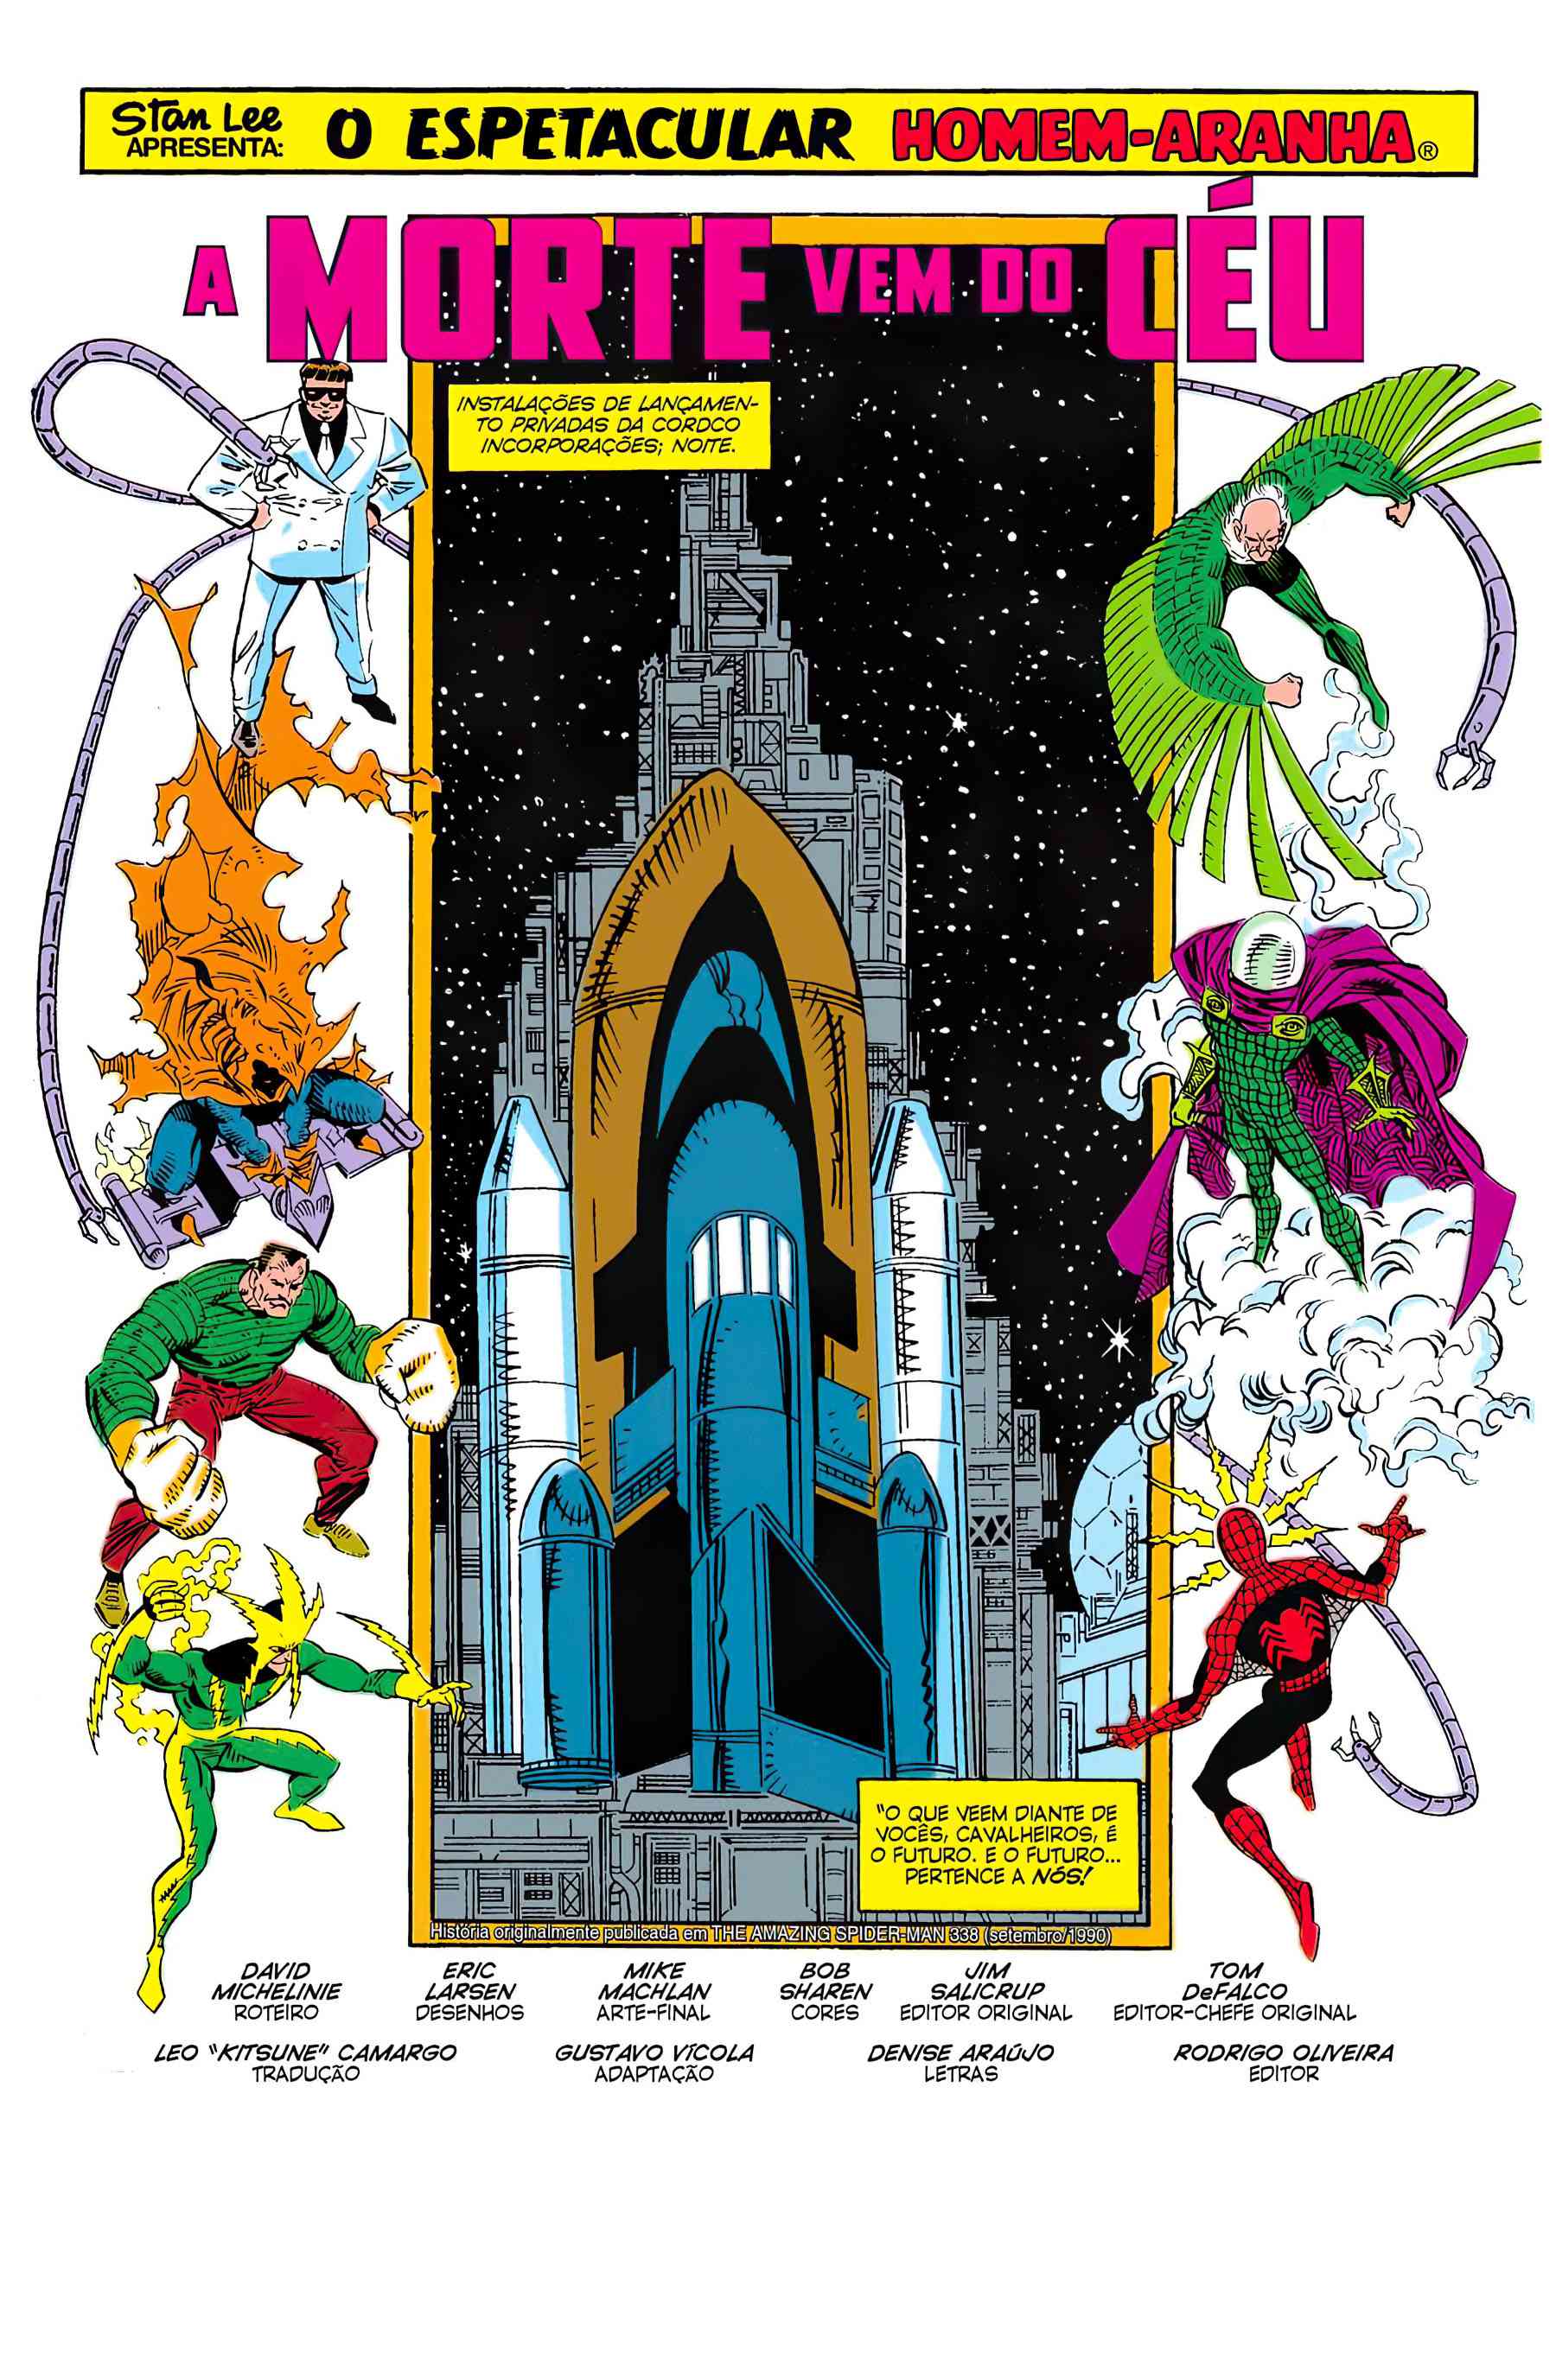 Stan Lee
APRESENTA:
O ESPETACULAR HOMEM-ARANHA®
A MORTE VEM DO CÉU
INSTALAÇÕES DE LANÇAMEN-
TO PRIVADAS DA CORDCO
INCORPORAÇÕES; NOITE.
"O QUE VEEM DIANTE DE
VOCÊS, CAVALHEIROS, É
O FUTURO. E O FUTURO...
PERTENCE A NÓS!
História originalmente publicada em THE AMAZING SPIDER-MAN 338 (setembro/1990)
DAVID
MICHELINIE
ROTEIRO
ERIC
LARSEN
DESENHOS
MIKE
MACHLAN
ARTE-FINAL
BOB
SHAREN
CORES
JIM
SALICRUP
EDITOR ORIGINAL
TOM
DeFALCO
EDITOR-CHEFE ORIGINAL
LEO "KITSUNE" CAMARGO
TRADUÇÃO
GUSTAVO VÍCOLA
ADAPTAÇÃO
DENISE ARAÚJO
LETRAS
RODRIGO OLIVEIRA
EDITOR